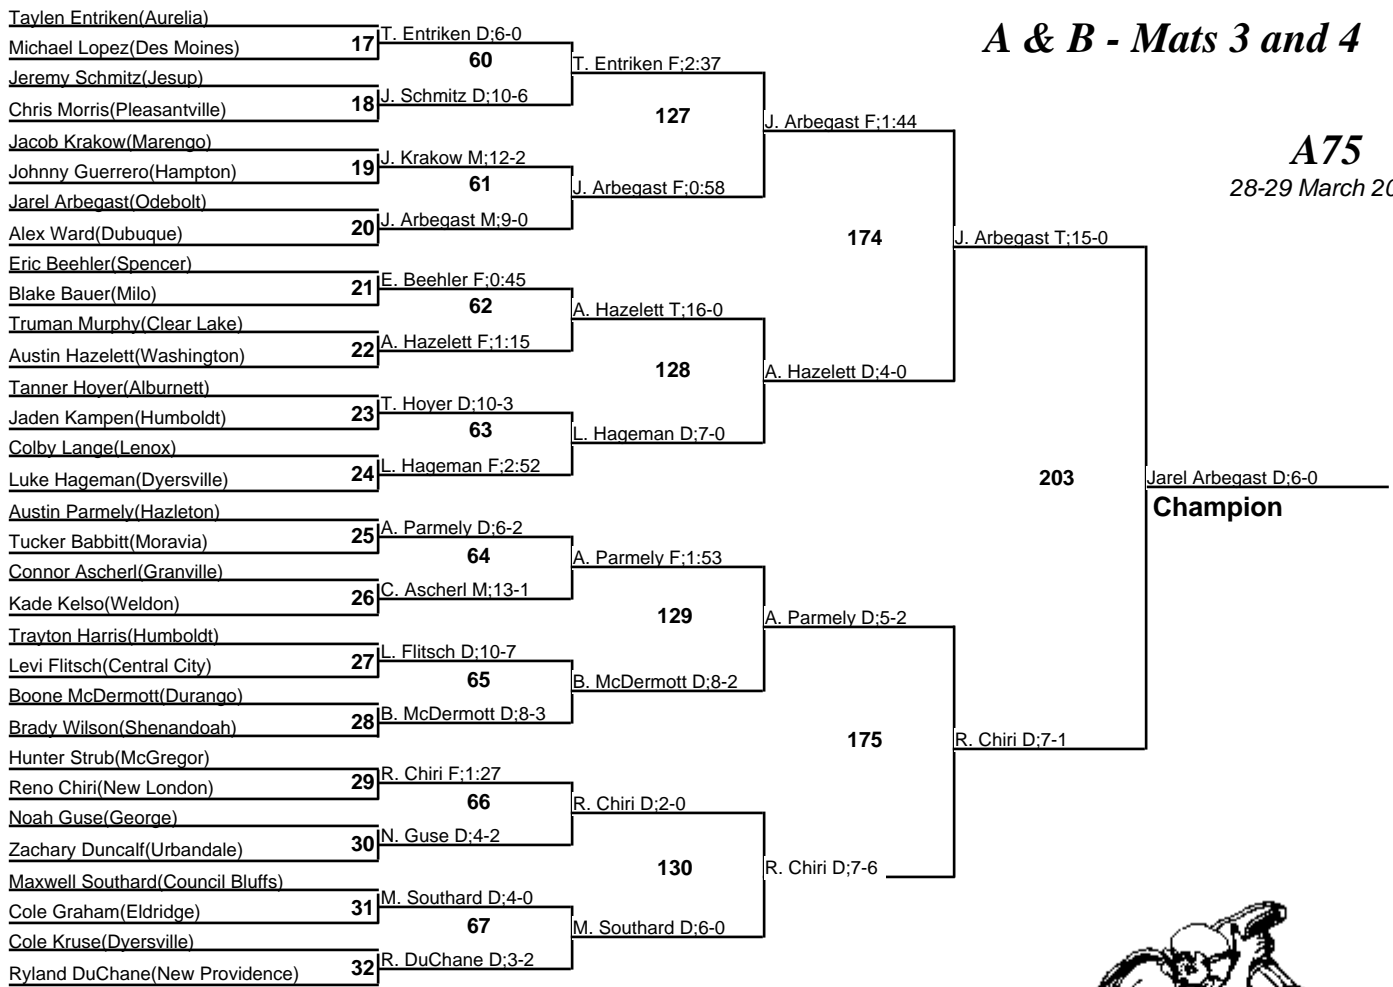 A & B - Mats 3 and 4
A75
28-29 March 20
Taylen Entriken(Aurelia)
Michael Lopez(Des Moines)
Jeremy Schmitz(Jesup)
Chris Morris(Pleasantville)
Jacob Krakow(Marengo)
Johnny Guerrero(Hampton)
Jarel Arbegast(Odebolt)
Alex Ward(Dubuque)
Eric Beehler(Spencer)
Blake Bauer(Milo)
Truman Murphy(Clear Lake)
Austin Hazelett(Washington)
Tanner Hoyer(Alburnett)
Jaden Kampen(Humboldt)
Colby Lange(Lenox)
Luke Hageman(Dyersville)
Austin Parmely(Hazleton)
Tucker Babbitt(Moravia)
Connor Ascherl(Granville)
Kade Kelso(Weldon)
Trayton Harris(Humboldt)
Levi Flitsch(Central City)
Boone McDermott(Durango)
Brady Wilson(Shenandoah)
Hunter Strub(McGregor)
Reno Chiri(New London)
Noah Guse(George)
Zachary Duncalf(Urbandale)
Maxwell Southard(Council Bluffs)
Cole Graham(Eldridge)
Cole Kruse(Dyersville)
Ryland DuChane(New Providence)
17 T. Entriken D;6-0
60
18 J. Schmitz D;10-6
19 J. Krakow M;12-2
61
20 J. Arbegast M;9-0
21 E. Beehler F;0:45
62
22 A. Hazelett F;1:15
23 T. Hoyer D;10-3
63
24 L. Hageman F;2:52
25 A. Parmely D;6-2
64
26 C. Ascherl M;13-1
27 L. Flitsch D;10-7
65
28 B. McDermott D;8-3
29 R. Chiri F;1:27
66
30 N. Guse D;4-2
31 M. Southard D;4-0
67
32 R. DuChane D;3-2
T. Entriken F;2:37
127
J. Arbegast F;0:58
A. Hazelett T;16-0
128
L. Hageman D;7-0
A. Parmely F;1:53
129
B. McDermott D;8-2
R. Chiri D;2-0
130
M. Southard D;6-0
J. Arbegast F;1:44
174
A. Hazelett D;4-0
A. Parmely D;5-2
175
R. Chiri D;7-6
J. Arbegast T;15-0
203
R. Chiri D;7-1
Jarel Arbegast D;6-0
Champion